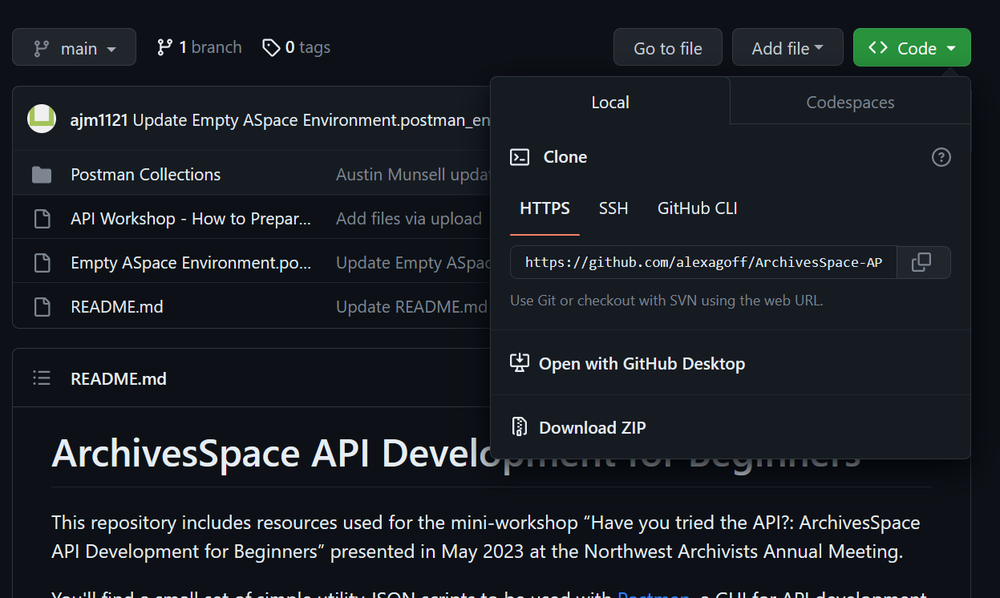 main
1 branch
0 tags
Go to file
Add file
Code
ajm1121 Update Empty ASpace Environment.postman_en
Postman Collections
Austin Munsell upda
API Workshop - How to Prepar...
Add files via upload
Empty ASpace Environment.po...
Update Empty ASpac
README.md
Update README.md
Local
Codespaces
Clone
HTTPS
SSH
GitHub CLI
https://github.com/alexagoff/ArchivesSpace-AP
Use Git or checkout with SVN using the web URL.
Open with GitHub Desktop
Download ZIP
README.md
ArchivesSpace API Development for Beginners
This repository includes resources used for the mini-workshop “Have you tried the API?: ArchivesSpace
API Development for Beginners” presented in May 2023 at the Northwest Archivists Annual Meeting.
You'll find a small set of simple utility JSON scripts to be used with Postman, a GUI for API development